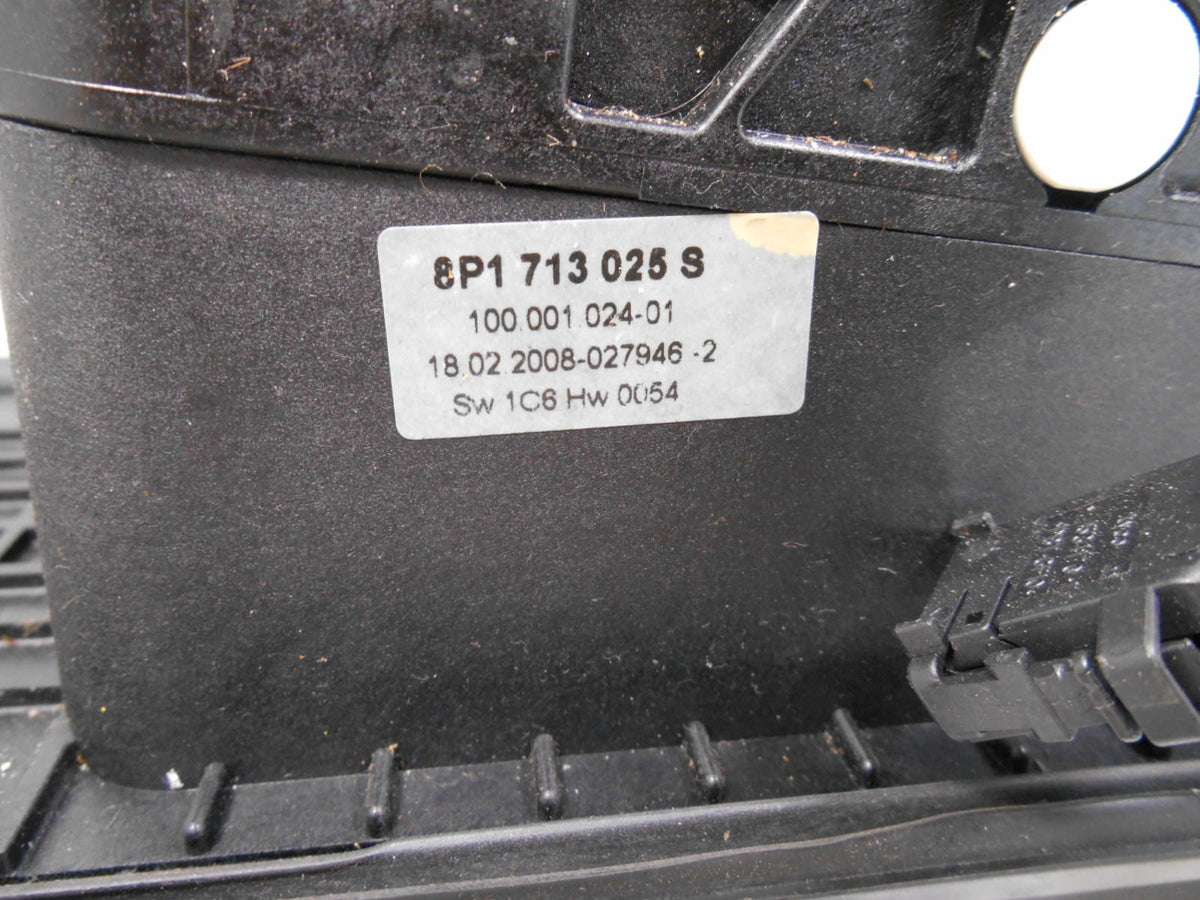 8P1 713 025 S
100.001.024-01
18.02.2008-027946 -2
Sw 1C6 Hw 0054